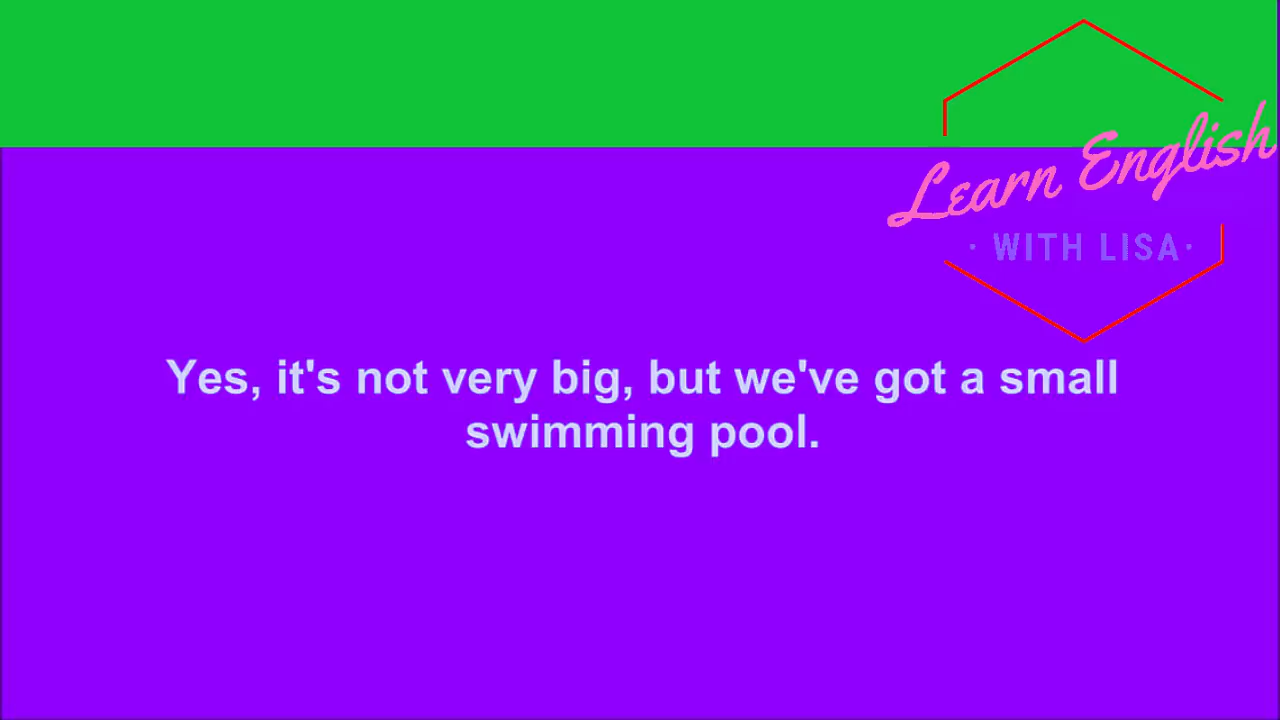 Learn English
· WITH LISA·
Yes, it's not very big, but we've got a small
swimming pool.